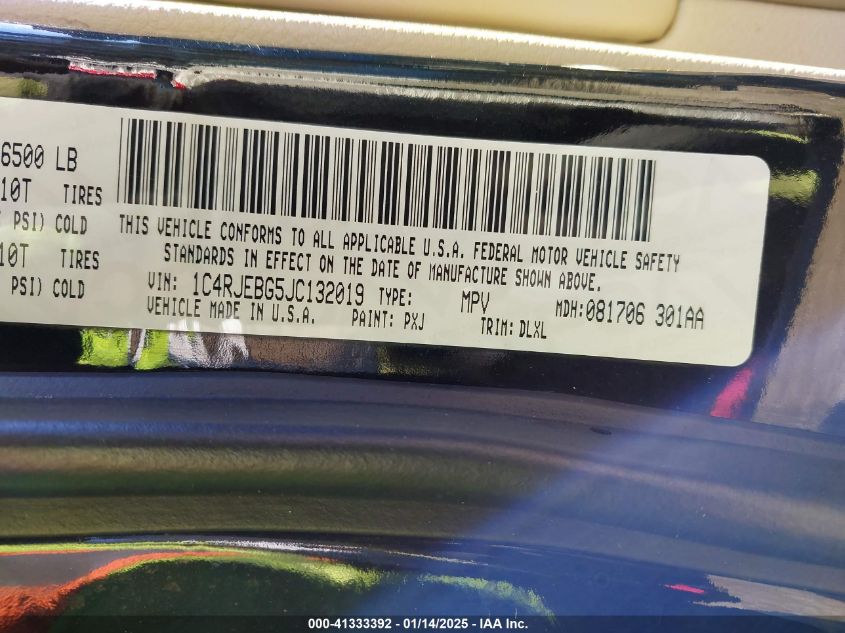 6500 LB
10T TIRES
PSI) COLD
10T TIRES
PSI) COLD
THIS VEHICLE CONFORMS TO ALL APPLICABLE U.S.A. FEDERAL MOTOR VEHICLE SAFETY
STANDARDS IN EFFECT ON THE DATE OF MANUFACTURE SHOWN ABOVE.
VIN: 1C4RJEBG5JC132019 TYPE: MPV MDH:081706 301AA
VEHICLE MADE IN U.S.A. PAINT: PXJ TRIM: DLXL
000-41333392 - 01/14/2025 - © IAA Inc.